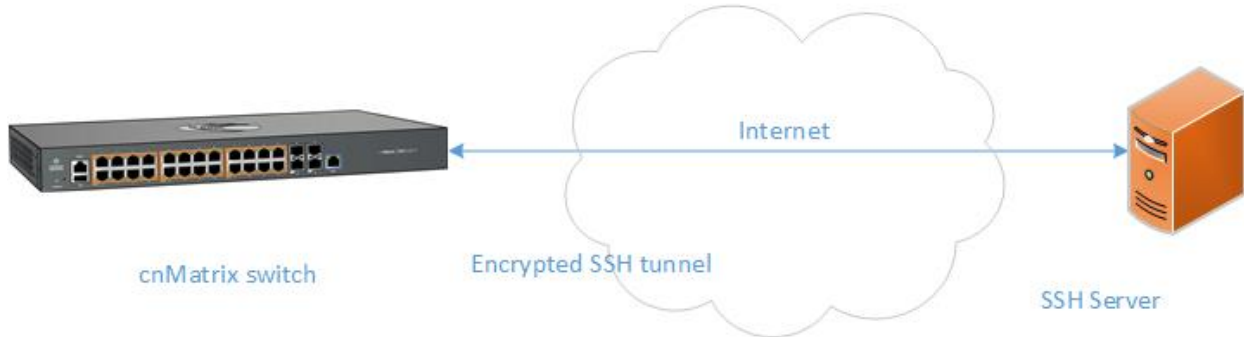 Internet
Encrypted SSH tunnel
cnMatrix switch
SSH Server